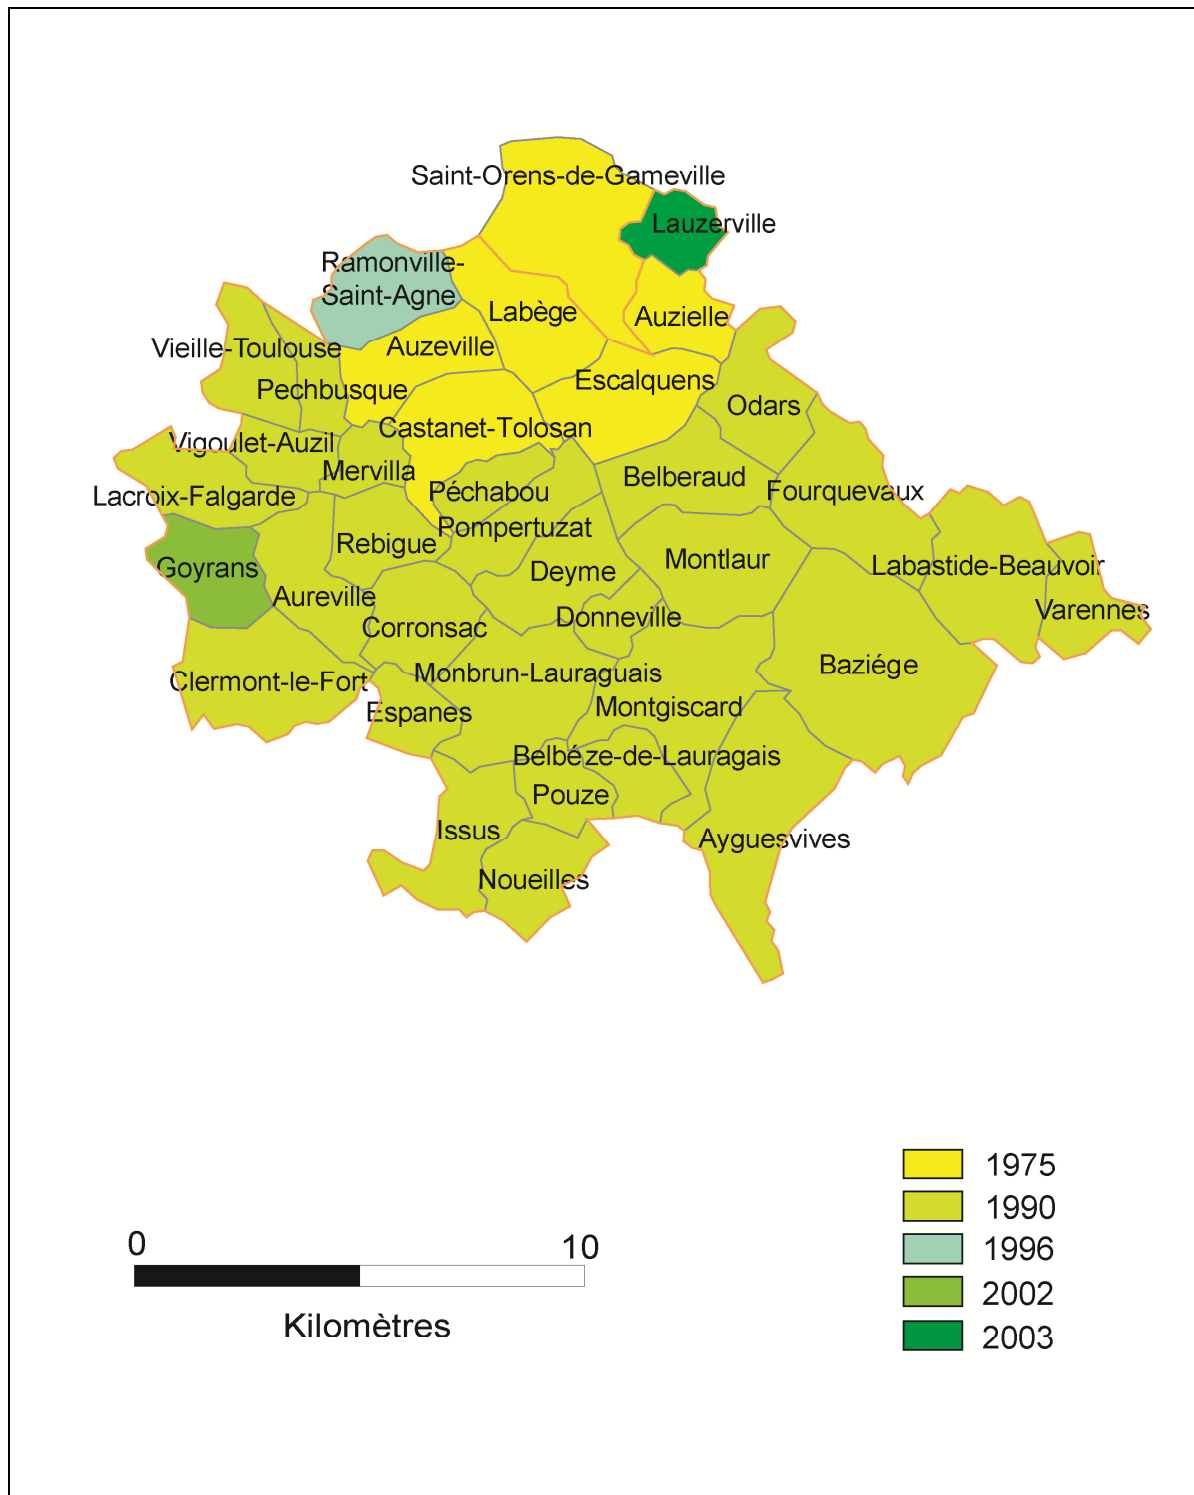 Saint-Orens-de-Gameville
Lauzerville
Ramonville-
Saint-Agne
Labège
Auzielle
Vieille-Toulouse
Auzeville
Pechbusque
Escalquens
Odars
Castanet-Tolosan
Vigoulet-Auzil
Mervilla
Belberaud
Péchabou
Fourquevaux
Lacroix-Falgarde
Pompertuzat
Rebigue
Montlaur
Goyrans
Deyme
Labastide-Beauvoir
Aureville
Varennes
Donneville
Corronsac
Baziége
Monbrun-Lauraguais
Clermont-le-Fort
Montgiscard
Espanes
Belbéze-de-Lauragais
Pouze
Issus
Ayguesvives
Noueilles
1975
1990
1996
2002
2003
0 10
Kilomètres